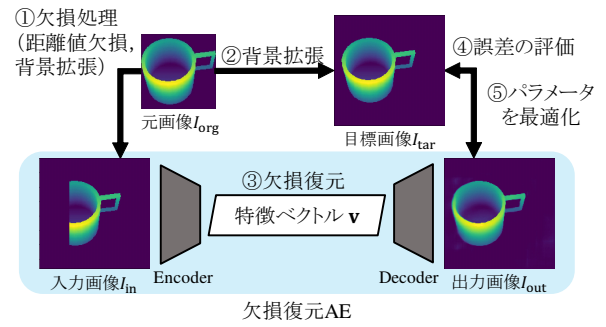 ①欠損処理
(距離値欠損,
背景拡張)
②背景拡張
④誤差の評価
⑤パラメータ
を最適化
元画像I_org
目標画像I_tar
③欠損復元
特徴ベクトル v
入力画像I_in
Encoder
Decoder
出力画像I_out
欠損復元AE